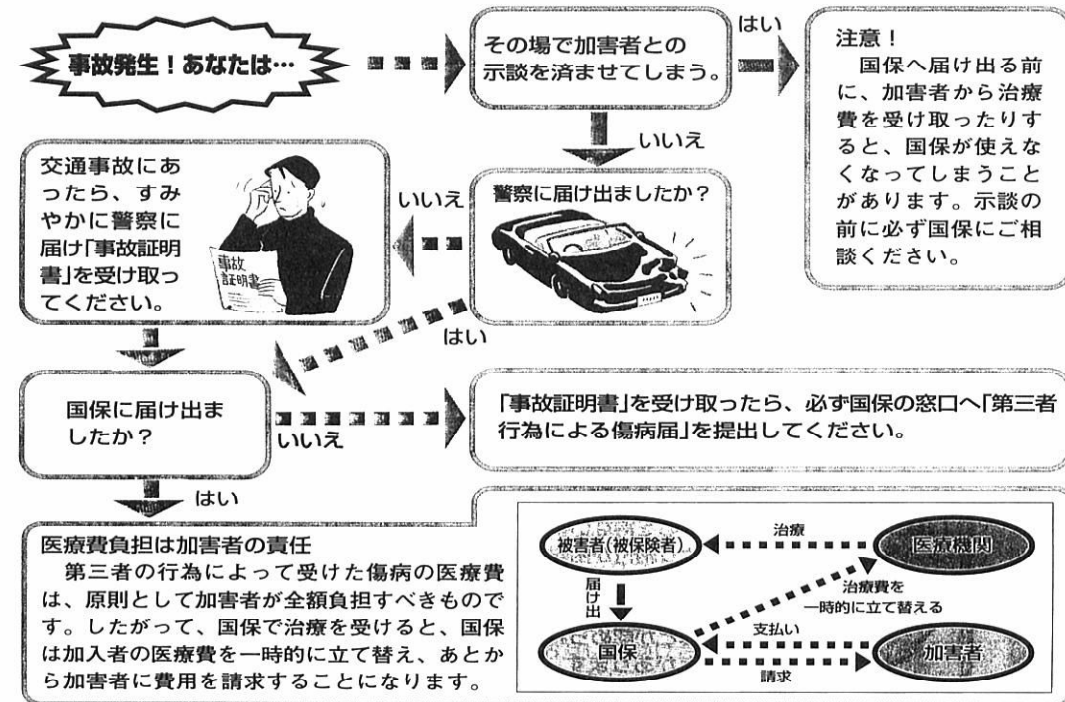 事故発生！あなたは…
その場で加害者との
示談を済ませてしまう。
はい
注意！
国保へ届け出る前
に、加害者から治療
費を受け取ったりす
ると、国保が使えな
くなってしまうこと
があります。示談の
前に必ず国保にご相
談ください。
いいえ
警察に届け出ましたか？
いいえ
交通事故にあ
ったら、すみ
やかに警察に
届け「事故証明
書」を受け取っ
てください。
事故
証明書
はい
国保に届け出ま
したか？
いいえ
「事故証明書」を受け取ったら、必ず国保の窓口へ「第三者
行為による傷病届」を提出してください。
はい
医療費負担は加害者の責任
第三者の行為によって受けた傷病の医療費
は、原則として加害者が全額負担すべきもので
す。したがって、国保で治療を受けると、国保
は加入者の医療費を一時的に立て替え、あとか
ら加害者に費用を請求することになります。
被害者（被保険者）
治療
医療機関
届け出
治療費を
一時的に立て替える
国保
支払い
請求
加害者